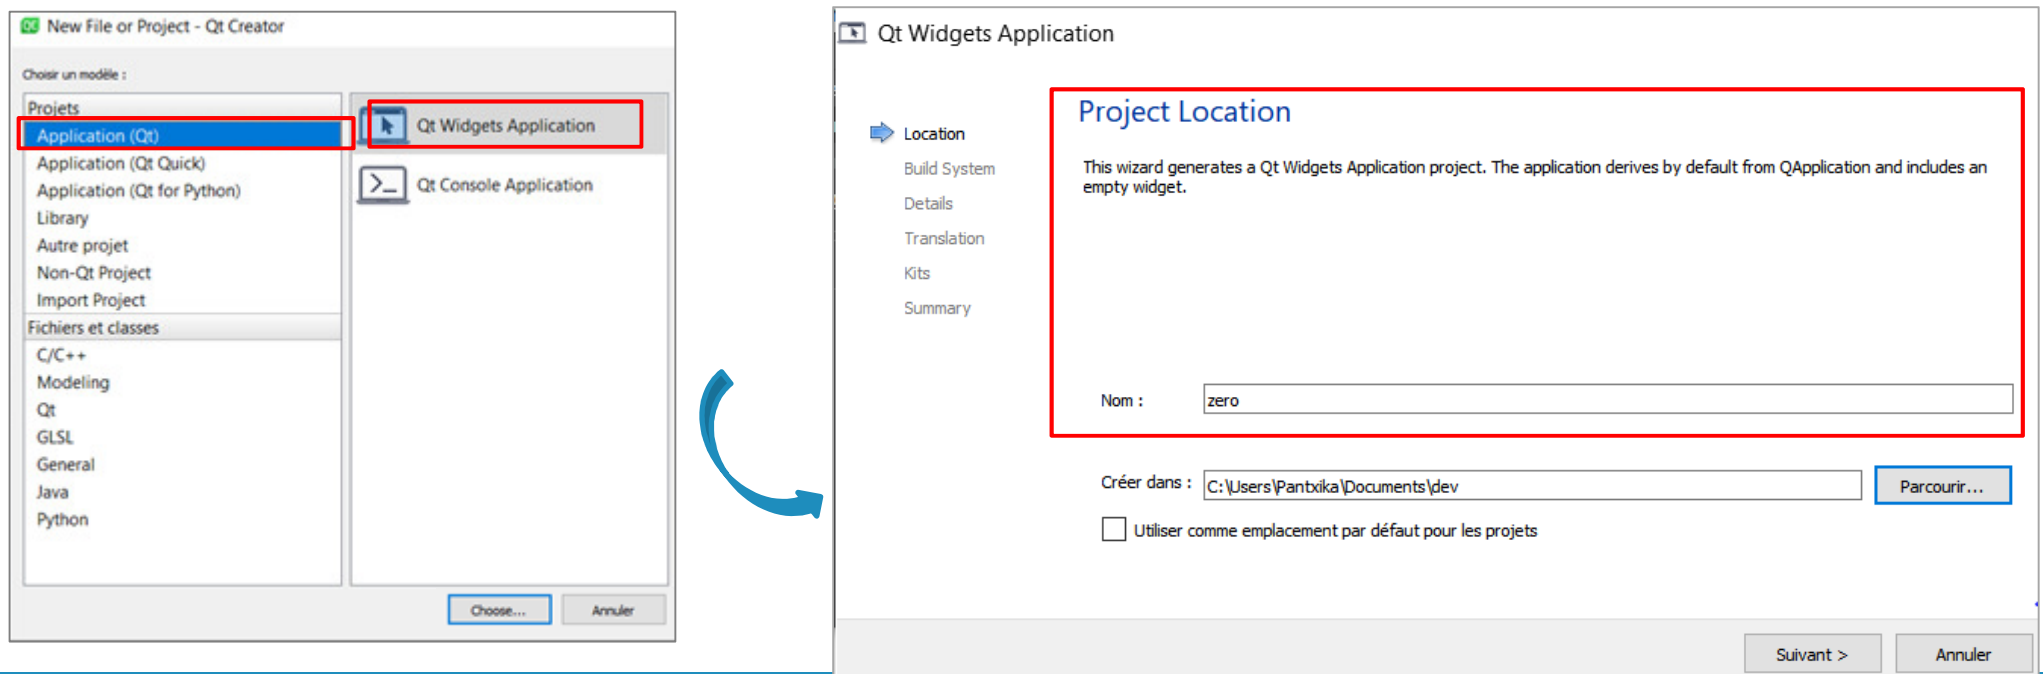 New File or Project - Qt Creator
Choisir un modèle :
Projets
Application (Qt)
Application (Qt Quick)
Application (Qt for Python)
Library
Autre projet
Non-Qt Project
Import Project
Fichiers et classes
C/C++
Modeling
Qt
GLSL
General
Java
Python
Qt Widgets Application
Qt Console Application
Choose...
Annuler
Qt Widgets Application
Location
Build System
Details
Translation
Kits
Summary
Project Location
This wizard generates a Qt Widgets Application project. The application derives by default from QApplication and includes an
empty widget.
Nom : zero
Créer dans : C:\Users\Pantxika\Documents\dev Parcourir...
Utiliser comme emplacement par défaut pour les projets
Suivant > Annuler